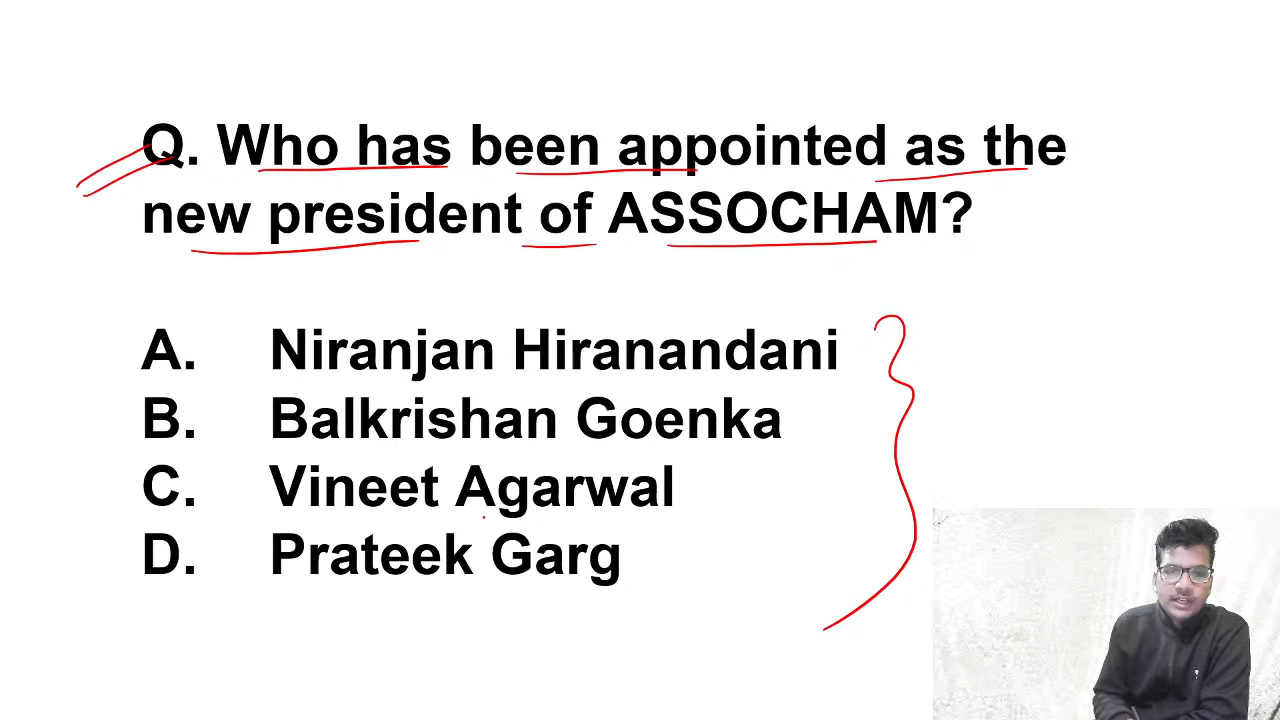 Q. Who has been appointed as the
new president of ASSOCHAM?
A. Niranjan Hiranandani
B. Balkrishan Goenka
C. Vineet Agarwal
D. Prateek Garg